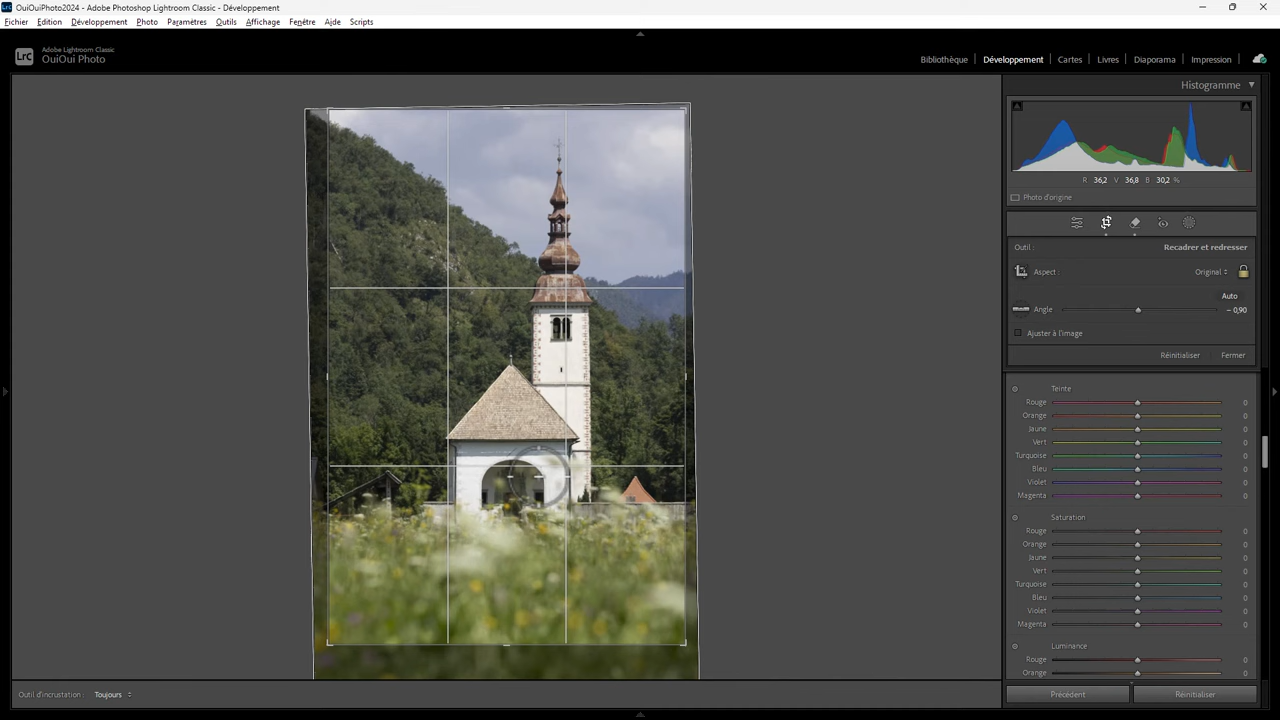 OuiOuiPhoto2024 - Adobe Photoshop Lightroom Classic - Développement
Fichier Edition Développement Photo Paramètres Outils Affichage Fenêtre Aide Scripts
Lrc
Adobe Lightroom Classic
OuiOui Photo
Bibliothèque Développement Cartes Livres Diaporama Impression
Histogramme
R 36,2 V 36,8 B 30,2 %
Photo d'origine
Outil : Recadrer et redresser
Aspect : Original
Auto
Angle - 0,90
Ajuster à l'image
Réinitialiser Fermer
Teinte
Rouge 0
Orange 0
Jaune 0
Vert 0
Turquoise 0
Bleu 0
Violet 0
Magenta 0
Saturation
Rouge 0
Orange 0
Jaune 0
Vert 0
Turquoise 0
Bleu 0
Violet 0
Magenta 0
Luminance
Rouge 0
Orange 0
Outil d'incrustation : Toujours
Précédent Réinitialiser